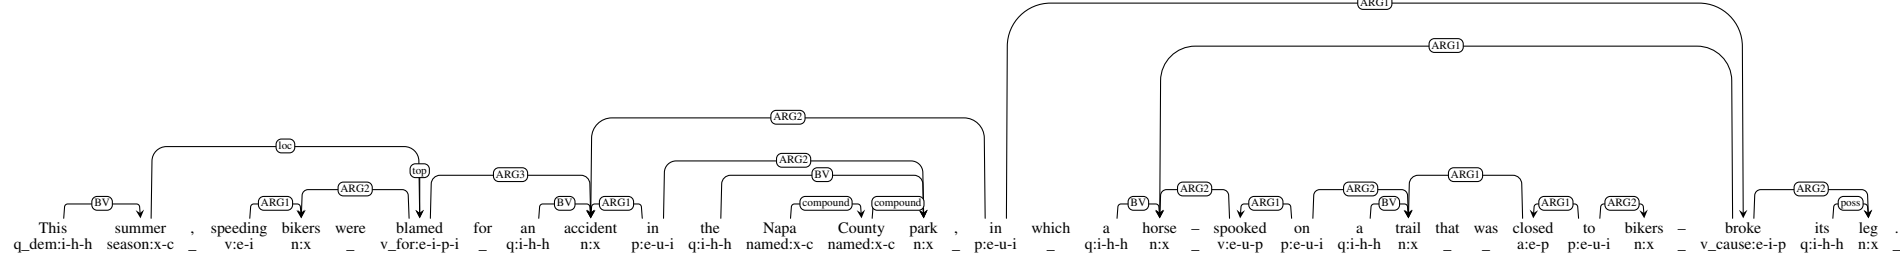 ARG1
ARG1
ARG2
loc
ARG2
top
ARG3 BV ARG1
ARG2 ARG2 ARG2 ARG2
BV ARG1 BV ARG1 compound compound BV ARG1 BV ARG1 ARG2 poss
This summer , speeding bikers were blamed for an accident in the Napa County park , in which a horse – spooked on a trail that was closed to bikers – broke its leg .
q_dem:i-h-h season:x-c _ v:e-i n:x _ v_for:e-i-p-i _ q:i-h-h n:x p:e-u-i q:i-h-h named:x-c named:x-c n:x _ p:e-u-i _ q:i-h-h n:x _ v:e-u-p p:e-u-i q:i-h-h n:x _ _ a:e-p p:e-u-i n:x _ v_cause:e-i-p q:i-h-h n:x _